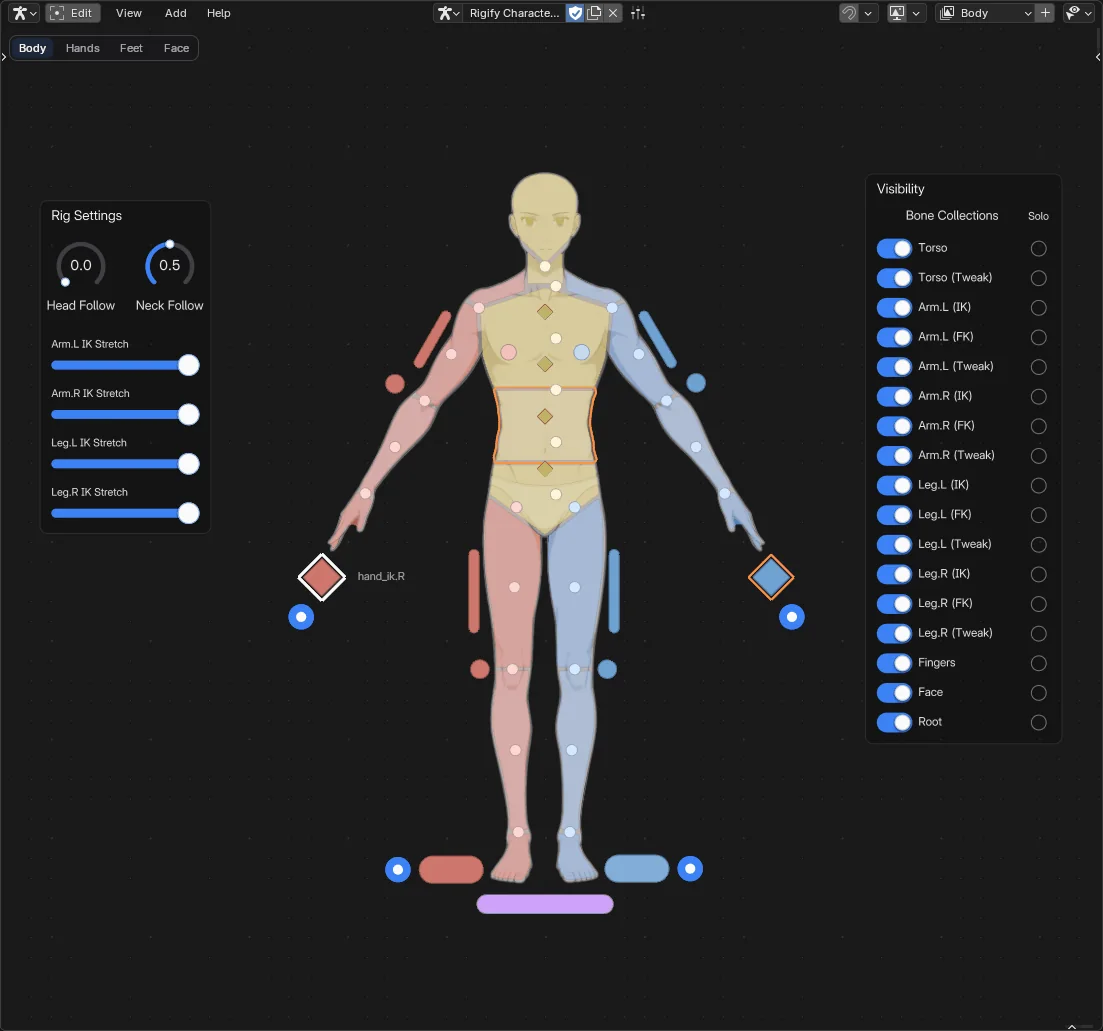 Edit View Add Help Rigify Characte... Body
Body Hands Feet Face
Rig Settings
0.0 0.5
Head Follow Neck Follow
Arm.L IK Stretch
Arm.R IK Stretch
Leg.L IK Stretch
Leg.R IK Stretch
hand_ik.R
Visibility
Bone Collections Solo
Torso
Torso (Tweak)
Arm.L (IK)
Arm.L (FK)
Arm.L (Tweak)
Arm.R (IK)
Arm.R (FK)
Arm.R (Tweak)
Leg.L (IK)
Leg.L (FK)
Leg.L (Tweak)
Leg.R (IK)
Leg.R (FK)
Leg.R (Tweak)
Fingers
Face
Root